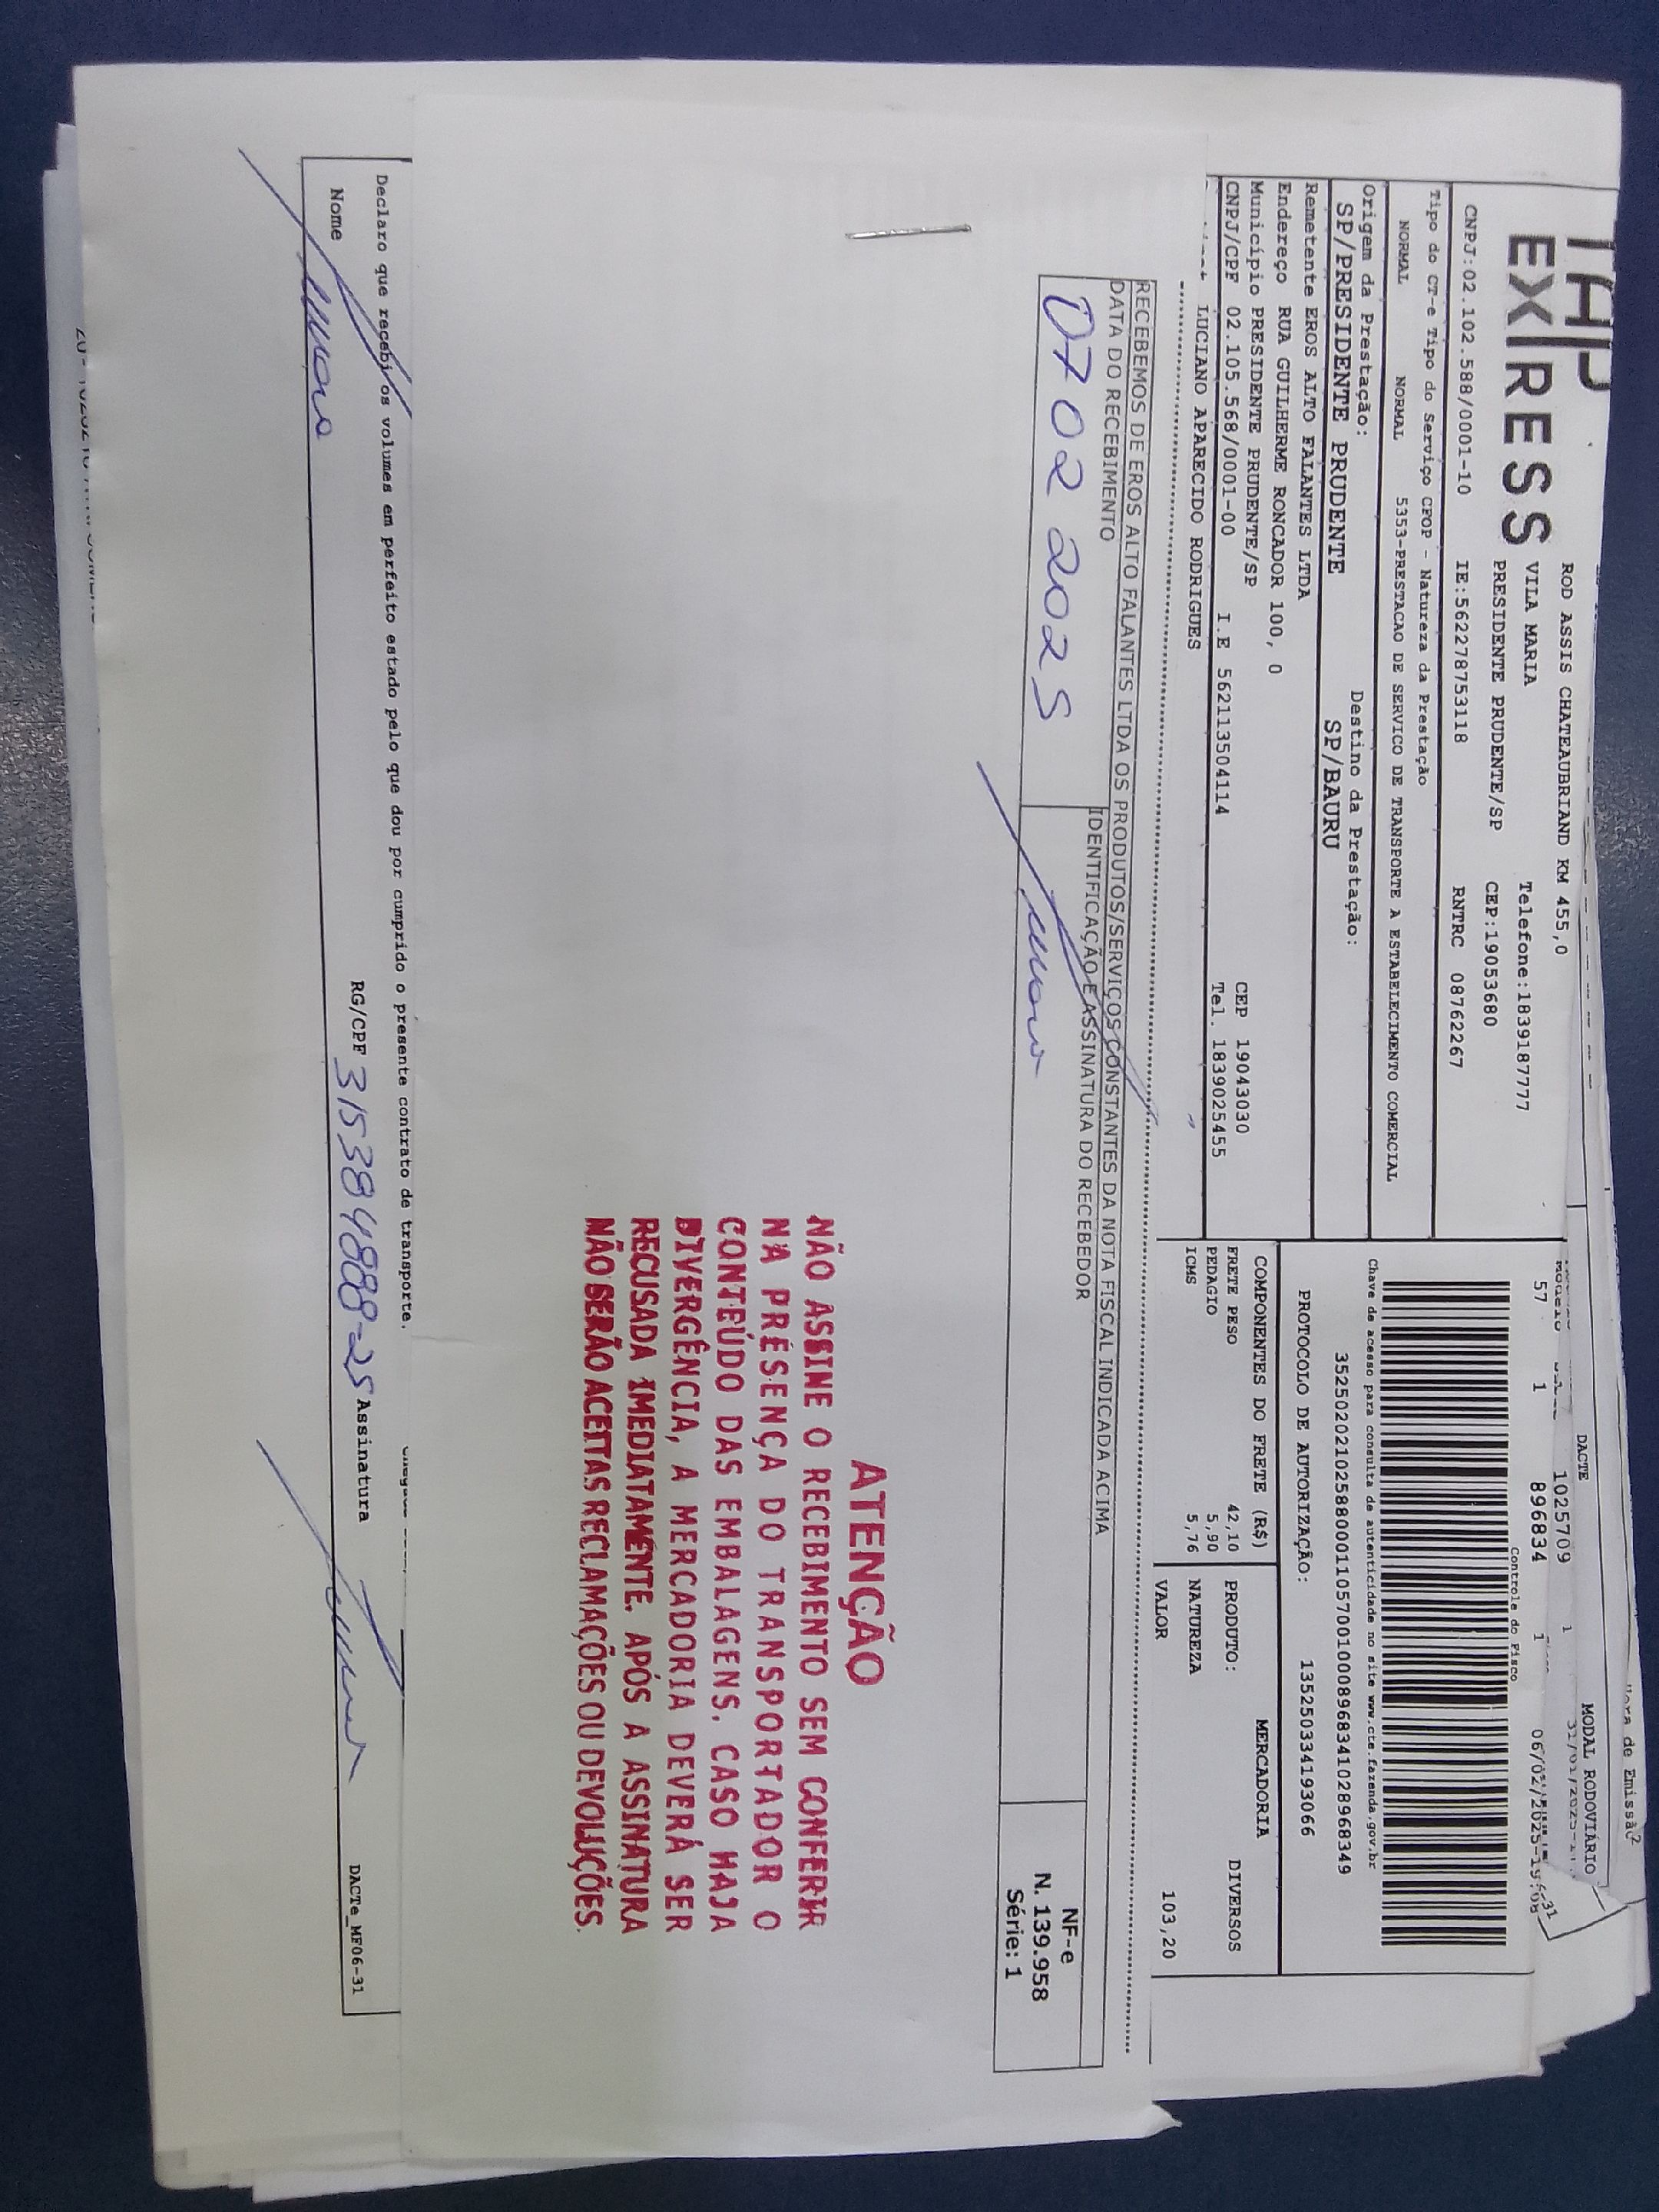 THP
EXPRESS
ROD ASSIS CHATEAUBRIAND KM 455,0
VILA MARIA Telefone:1839187777
PRESIDENTE PRUDENTE/SP CEP:19053680
CNPJ:02.102.588/0001-10 IE:562278753118 RNTRC 08762267
Tipo do CT-e Tipo do Serviço CFOP - Natureza da Prestação
NORMAL NORMAL 5353-PRESTACAO DE SERVICO DE TRANSPORTE A ESTABELECIMENTO COMERCIAL
Origem da Prestação: Destino da Prestação:
SP/PRESIDENTE PRUDENTE SP/BAURU
Remetente EROS ALTO FALANTES LTDA
Endereço RUA GUILHERME RONCADOR 100, 0
Município PRESIDENTE PRUDENTE/SP CEP 19043030
CNPJ/CPF 02.105.568/0001-00 I.E 562113504114 Tel. 1839025455
LUCIANO APARECIDO RODRIGUES
Hora de Emissão
DACTE MODAL RODOVIÁRIO
1025709 1
57 1 896834 1 06/02/2025
Controle do Fisco
Chave de acesso para consulta de autenticidade no site www.cte.fazenda.gov.br
35250202102588000110570010008968341028968349
PROTOCOLO DE AUTORIZAÇÃO: 135250334193066
COMPONENTES DO FRETE (R$) MERCADORIA
FRETE PESO 42,10 PRODUTO: DIVERSOS
PEDAGIO 5,90
ICMS 5,76 NATUREZA
VALOR 103,20
RECEBEMOS DE EROS ALTO FALANTES LTDA OS PRODUTOS/SERVIÇOS CONSTANTES DA NOTA FISCAL INDICADA ACIMA
DATA DO RECEBIMENTO IDENTIFICAÇÃO E ASSINATURA DO RECEBEDOR
07 02 2025
NF-e
N. 139.958
Série: 1
ATENÇÃO
NÃO ASSINE O RECEBIMENTO SEM CONFERIR
NA PRESENÇA DO TRANSPORTADOR O
CONTEÚDO DAS EMBALAGENS. CASO HAJA
DIVERGÊNCIA, A MERCADORIA DEVERÁ SER
RECUSADA IMEDIATAMENTE. APÓS A ASSINATURA
NÃO SERÃO ACEITAS RECLAMAÇÕES OU DEVOLUÇÕES.
Declaro que recebi os volumes em perfeito estado pelo que dou por cumprido o presente contrato de transporte.
Nome RG/CPF 315384888-25 Assinatura
DACTe_MF06-31